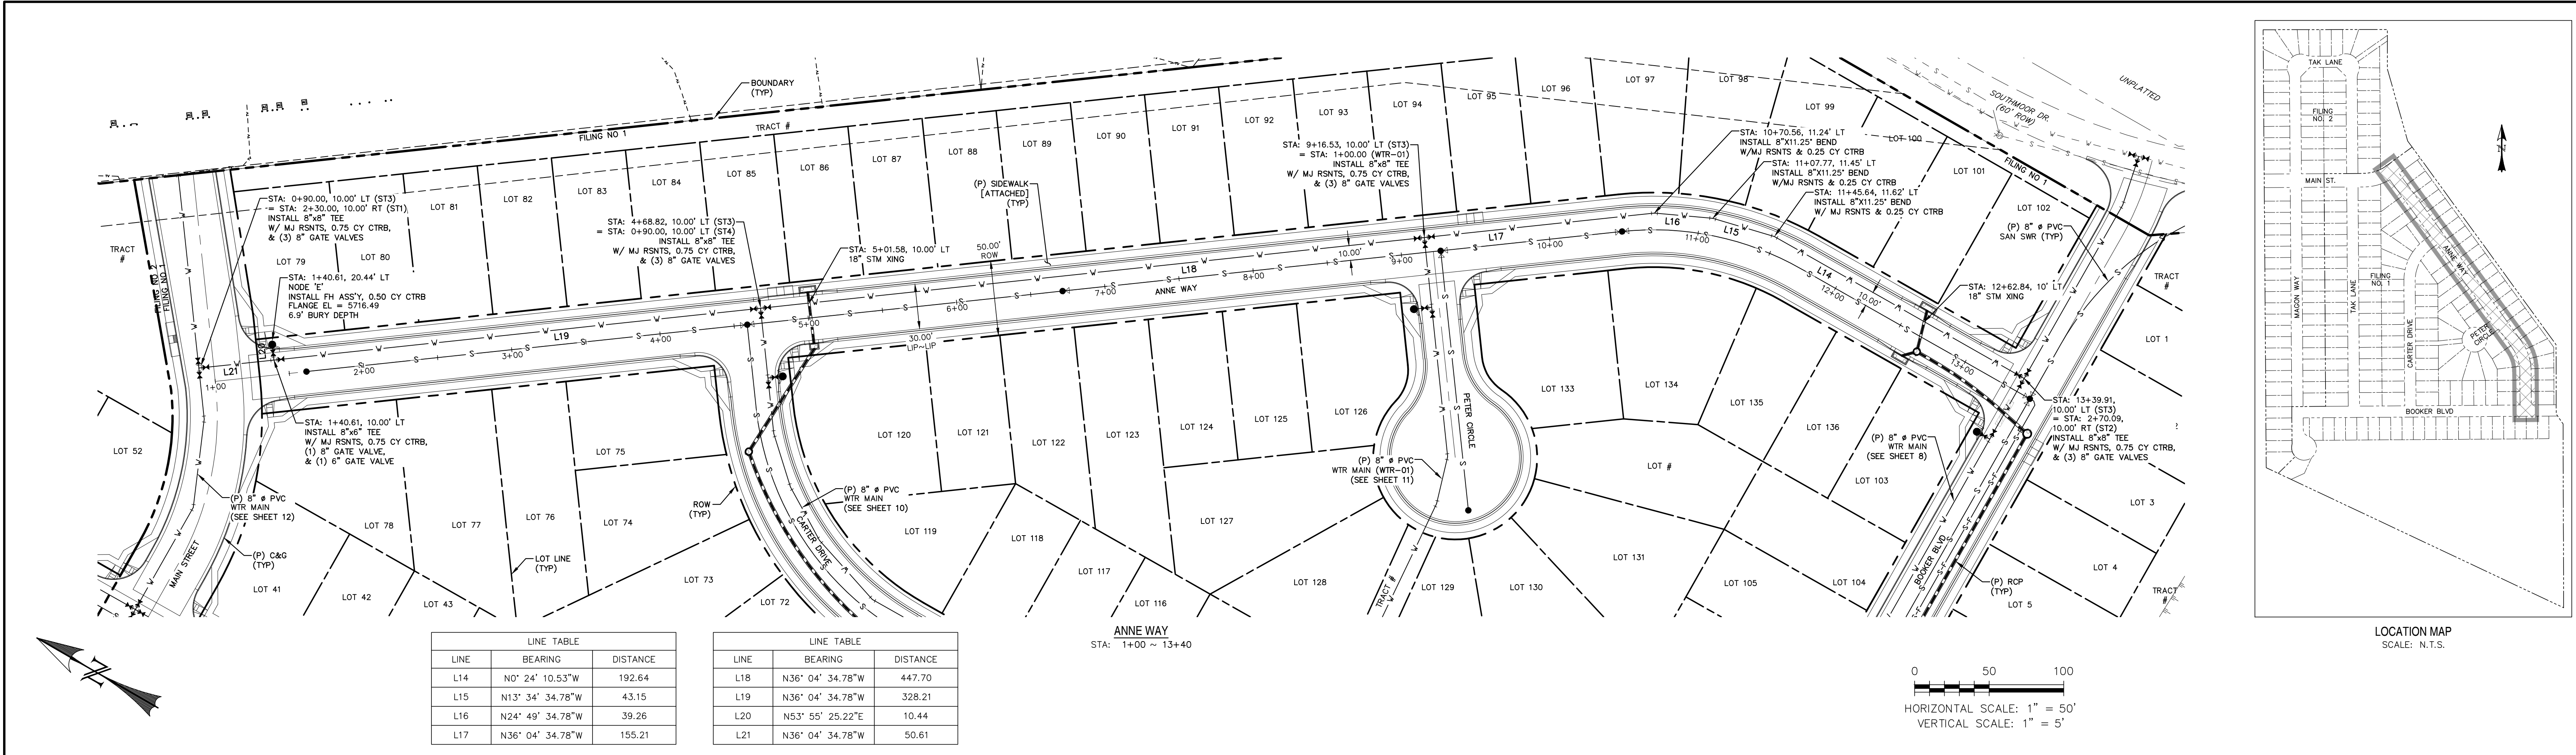 BOUNDARY
(TYP)
FILING NO 1
TRACT #
UNPLATTED
SOUTHMOOR DR.
(60' ROW)
FILING NO 1
FILING NO 2
FILING NO 1
TRACT
#
LOT 79
LOT 80
LOT 81
LOT 82
LOT 83
LOT 84
LOT 85
LOT 86
LOT 87
LOT 88
LOT 89
LOT 90
LOT 91
LOT 92
LOT 93
LOT 94
LOT 95
LOT 96
LOT 97
LOT 98
LOT 99
LOT 100
LOT 101
LOT 102
STA: 0+90.00, 10.00' LT (ST3)
= STA: 2+30.00, 10.00' RT (ST1)
INSTALL 8"x8" TEE
W/ MJ RSNTS, 0.75 CY CTRB,
& (3) 8" GATE VALVES
STA: 1+40.61, 20.44' LT
NODE 'E'
INSTALL FH ASS'Y, 0.50 CY CTRB
FLANGE EL = 5716.49
6.9' BURY DEPTH
STA: 4+68.82, 10.00' LT (ST3)
= STA: 0+90.00, 10.00' LT (ST4)
INSTALL 8"x8" TEE
W/ MJ RSNTS, 0.75 CY CTRB,
& (3) 8" GATE VALVES
STA: 5+01.58, 10.00' LT
18" STM XING
(P) SIDEWALK
[ATTACHED]
(TYP)
50.00'
ROW
STA: 9+16.53, 10.00' LT (ST3)
= STA: 1+00.00 (WTR-01)
INSTALL 8"x8" TEE
W/ MJ RSNTS, 0.75 CY CTRB,
& (3) 8" GATE VALVES
STA: 10+70.56, 11.24' LT
INSTALL 8"X11.25° BEND
W/MJ RSNTS & 0.25 CY CTRB
STA: 11+07.77, 11.45' LT
INSTALL 8"X11.25° BEND
W/MJ RSNTS & 0.25 CY CTRB
STA: 11+45.64, 11.62' LT
INSTALL 8"X11.25° BEND
W/ MJ RSNTS & 0.25 CY CTRB
(P) 8" ø PVC
SAN SWR (TYP)
TRACT
#
STA: 12+62.84, 10' LT
18" STM XING
L21
L20
L19
L18
L17
L16
L15
L14
1+00
2+00
3+00
4+00
5+00
6+00
7+00
8+00
9+00
10+00
11+00
12+00
13+00
10.00'
10.00'
30.00'
LIP~LIP
ANNE WAY
STA: 1+40.61, 10.00' LT
INSTALL 8"x6" TEE
W/ MJ RSNTS, 0.75 CY CTRB,
(1) 8" GATE VALVE,
& (1) 6" GATE VALVE
STA: 13+39.91,
10.00' LT (ST3)
= STA: 2+70.09,
10.00' RT (ST2)
INSTALL 8"x8" TEE
W/ MJ RSNTS, 0.75 CY CTRB,
& (3) 8" GATE VALVES
LOT 52
LOT 75
LOT 78
LOT 77
LOT 76
LOT 74
LOT 73
LOT 72
LOT 41
LOT 42
LOT 43
LOT 120
LOT 121
LOT 122
LOT 123
LOT 124
LOT 125
LOT 126
LOT 119
LOT 118
LOT 117
LOT 116
LOT 127
LOT 128
LOT 129
LOT 130
LOT 131
LOT 133
LOT 134
LOT 135
LOT 136
LOT #
LOT 103
LOT 104
LOT 105
LOT 1
LOT 3
LOT 4
LOT 5
TRACT
#
TRACT #
(P) 8" ø PVC
WTR MAIN
(SEE SHEET 12)
(P) C&G
(TYP)
MAIN STREET
LOT LINE
(TYP)
ROW
(TYP)
(P) 8" ø PVC
WTR MAIN
(SEE SHEET 10)
CARTER DRIVE
(P) 8" ø PVC
WTR MAIN (WTR-01)
(SEE SHEET 11)
PETER CIRCLE
(P) 8" ø PVC
WTR MAIN
(SEE SHEET 8)
BOOKER BLVD
(P) RCP
(TYP)
ANNE WAY
STA: 1+00 ~ 13+40
N
LINE TABLE
LINE BEARING DISTANCE
L14 N0° 24' 10.53"W 192.64
L15 N13° 34' 34.78"W 43.15
L16 N24° 49' 34.78"W 39.26
L17 N36° 04' 34.78"W 155.21
LINE TABLE
LINE BEARING DISTANCE
L18 N36° 04' 34.78"W 447.70
L19 N36° 04' 34.78"W 328.21
L20 N53° 55' 25.22"E 10.44
L21 N36° 04' 34.78"W 50.61
0 50 100
HORIZONTAL SCALE: 1" = 50'
VERTICAL SCALE: 1" = 5'
TAK LANE
FILING
NO. 2
N
MAIN ST.
ANNE WAY
MAGON WAY
TAK LANE
FILING
NO. 1
CARTER DRIVE
PETER
CIRCLE
BOOKER BLVD
LOCATION MAP
SCALE: N.T.S.